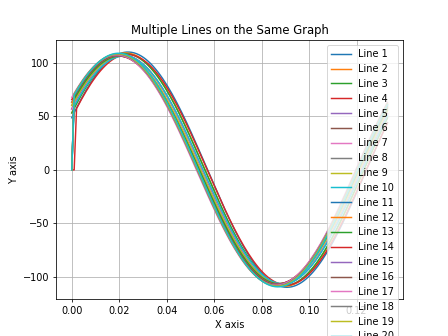 Multiple Lines on the Same Graph
Y axis
100
50
0
−50
−100
0.00
0.02
0.04
0.06
0.08
0.10
X axis
Line 1
Line 2
Line 3
Line 4
Line 5
Line 6
Line 7
Line 8
Line 9
Line 10
Line 11
Line 12
Line 13
Line 14
Line 15
Line 16
Line 17
Line 18
Line 19
Line 20